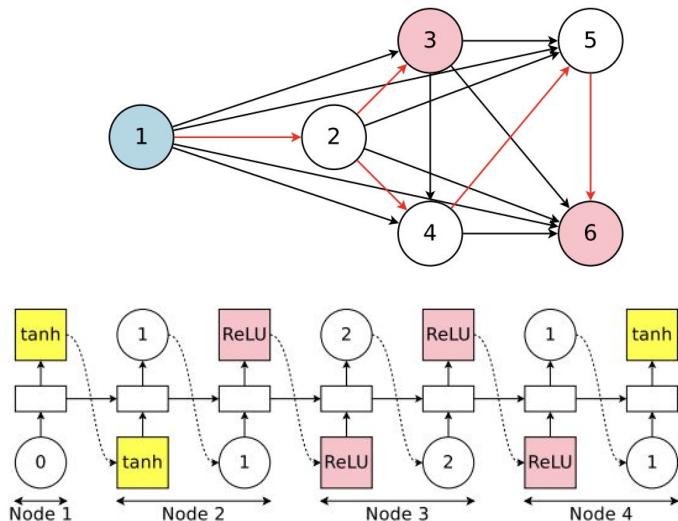 3 5
1 2
4 6
tanh 1 ReLU 2 ReLU 1 tanh
0 tanh 1 ReLU 2 ReLU 1
Node 1 Node 2 Node 3 Node 4